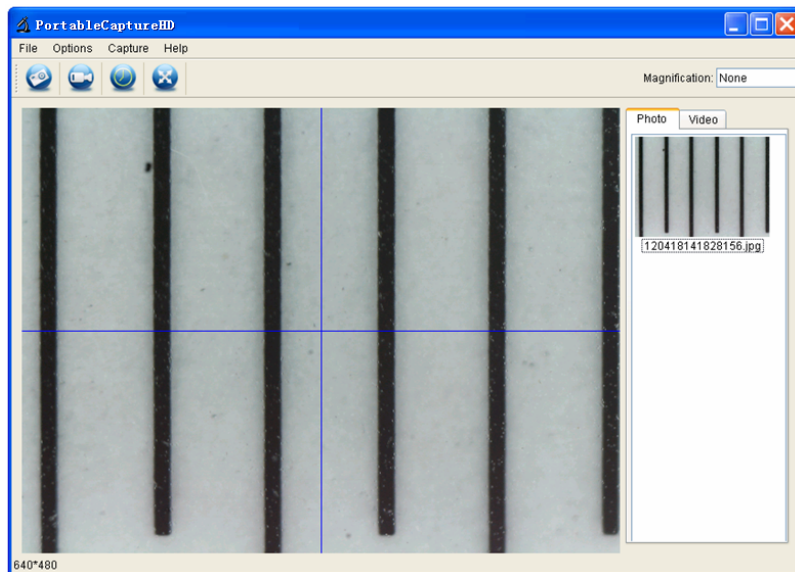 PortableCaptureHD
File Options Capture Help
Magnification: None
Photo Video
120418141828156.jpg
640*480